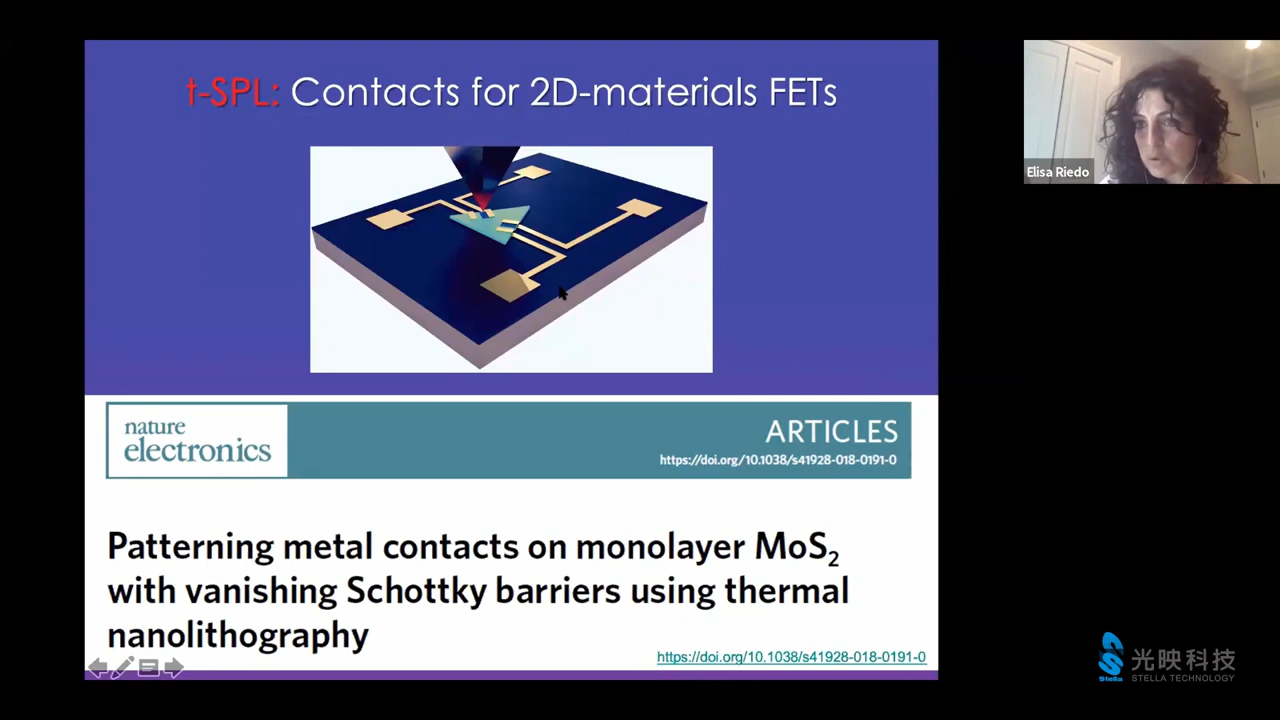 t-SPL: Contacts for 2D-materials FETs
Elisa Riedo
nature
electronics
ARTICLES
https://doi.org/10.1038/s41928-018-0191-0
Patterning metal contacts on monolayer MoS₂
with vanishing Schottky barriers using thermal
nanolithography
https://doi.org/10.1038/s41928-018-0191-0
Stella
光映科技
STELLA TECHNOLOGY